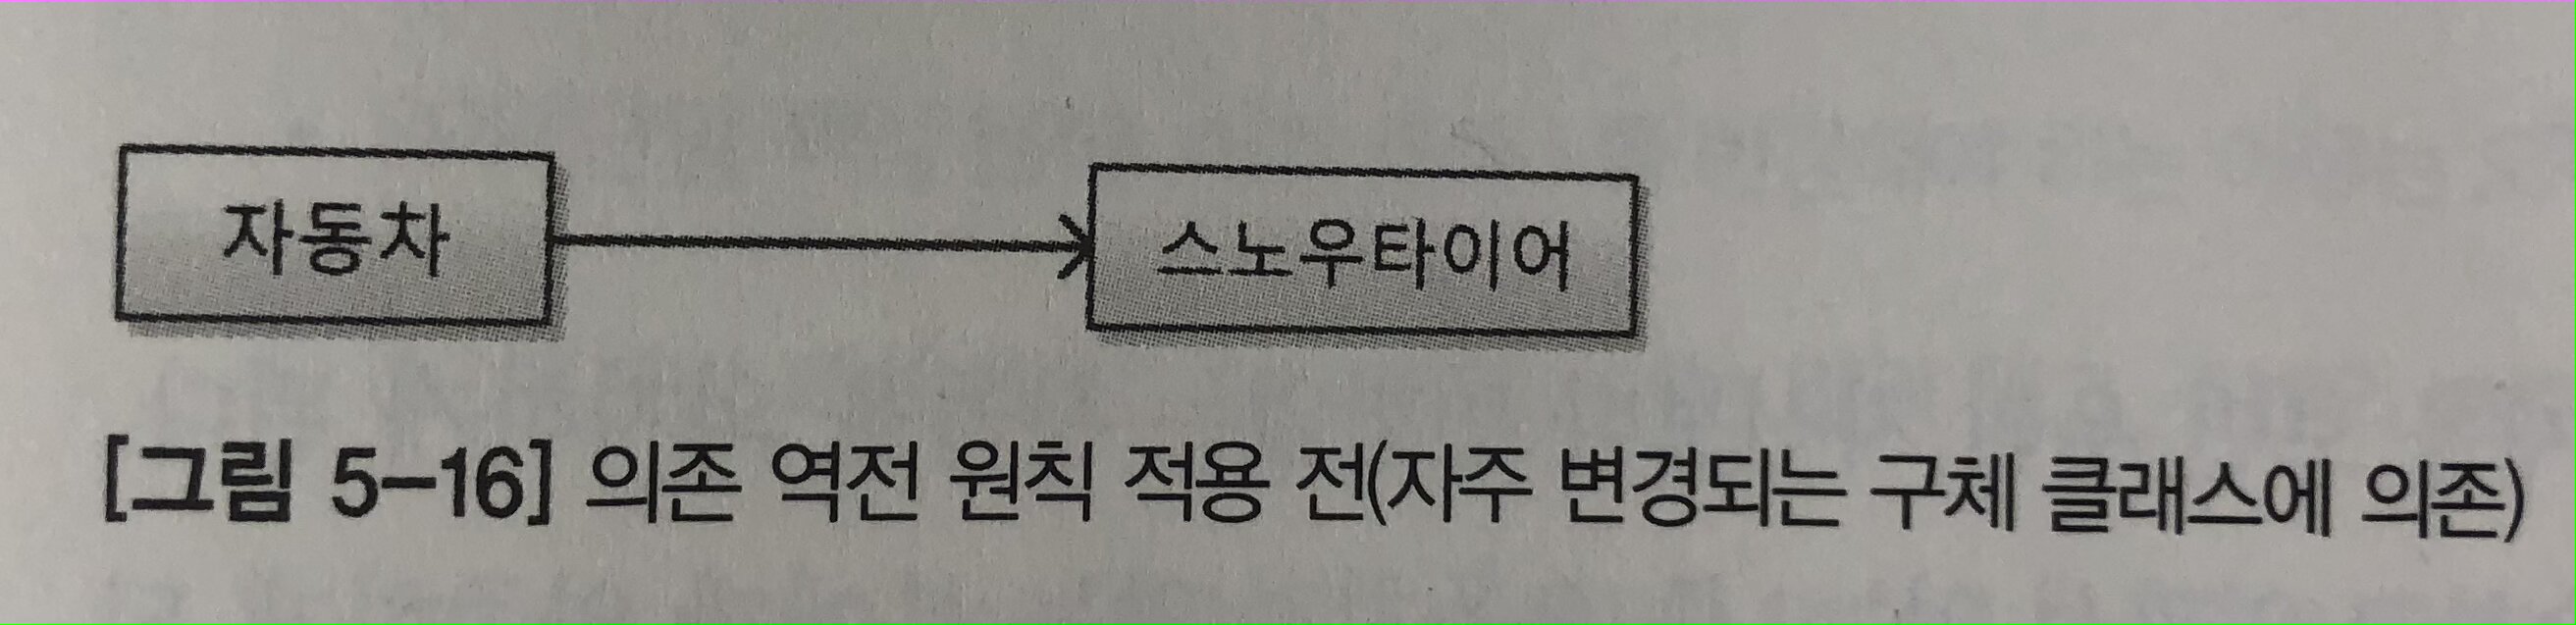 자동차
스노우타이어
[그림 5-16] 의존 역전 원칙 적용 전(자주 변경되는 구체 클래스에 의존)